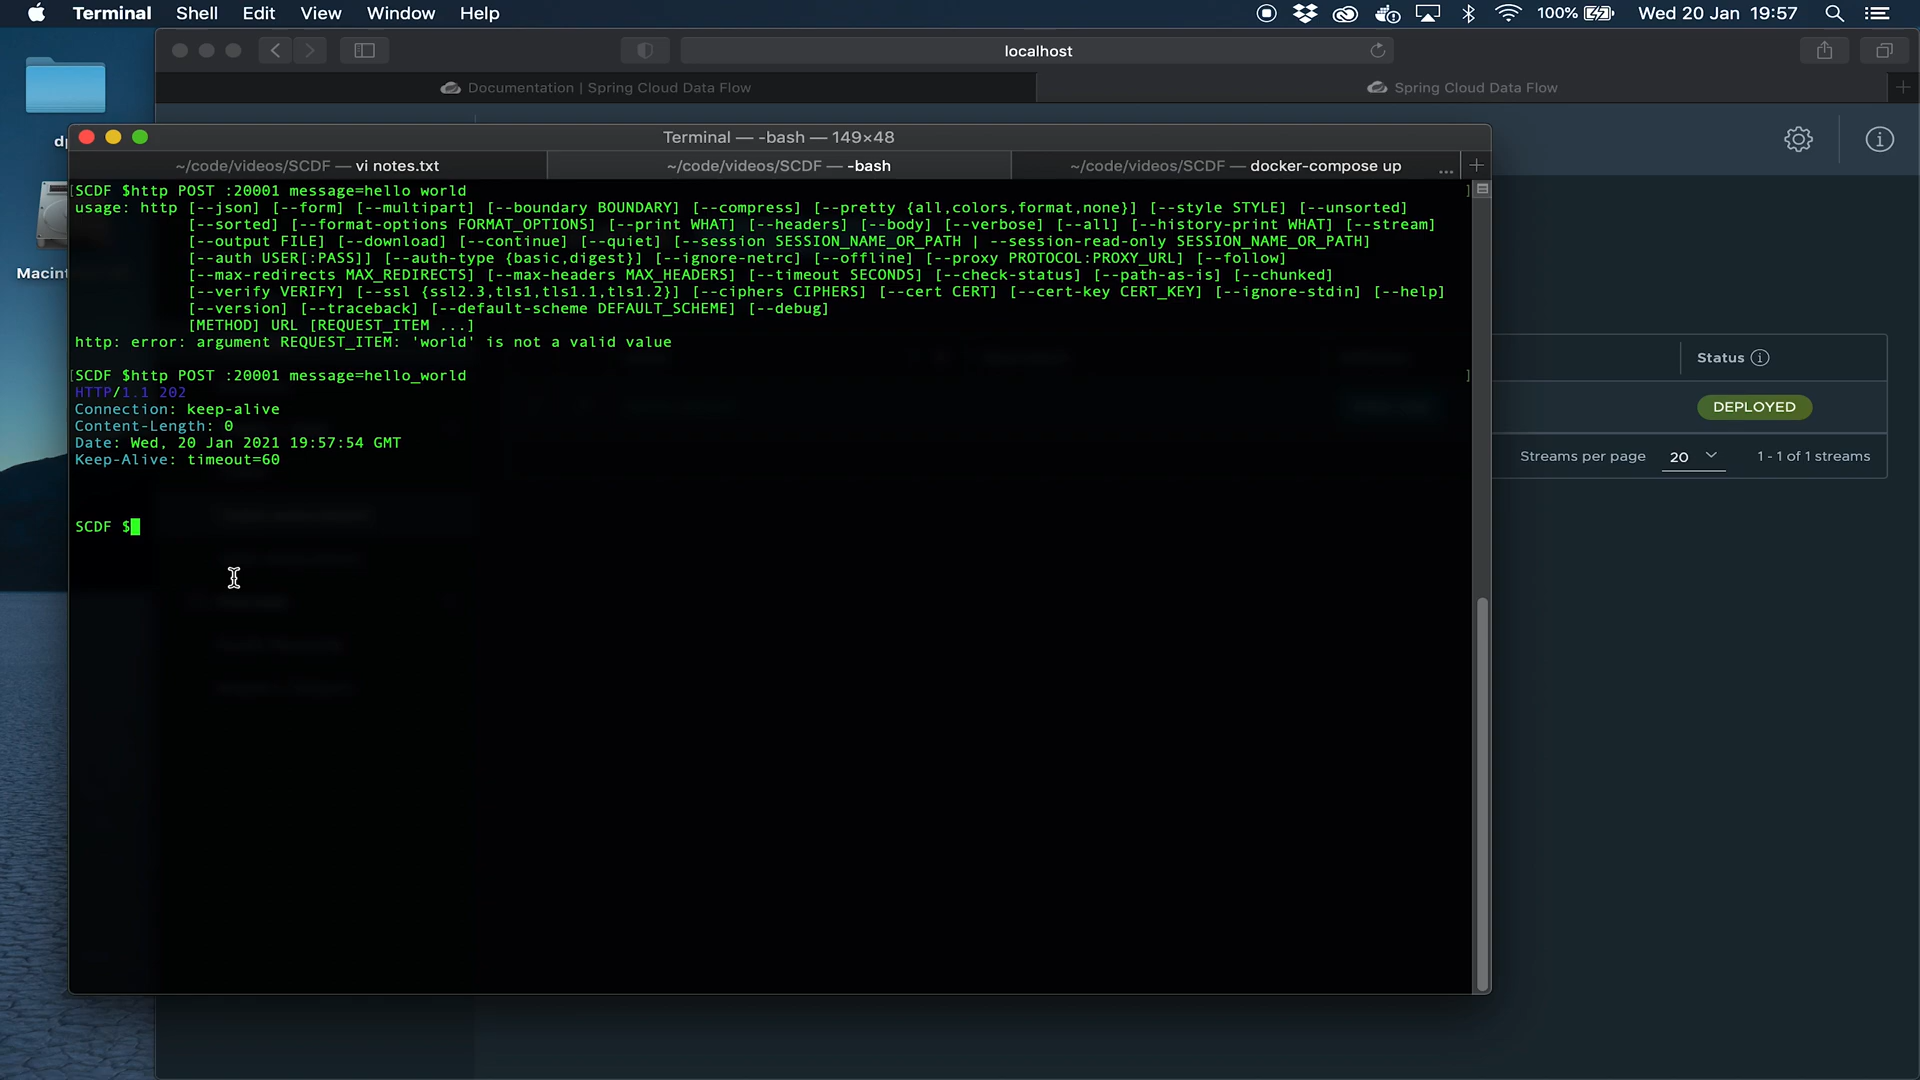 Terminal Shell Edit View Window Help 100% Wed 20 Jan 19:57
localhost
Documentation | Spring Cloud Data Flow Spring Cloud Data Flow
Terminal — -bash — 149×48
~/code/videos/SCDF — vi notes.txt ~/code/videos/SCDF — -bash ~/code/videos/SCDF — docker-compose up ...
[SCDF $http POST :20001 message=hello world ]
usage: http [--json] [--form] [--multipart] [--boundary BOUNDARY] [--compress] [--pretty {all,colors,format,none}] [--style STYLE] [--unsorted]
[--sorted] [--format-options FORMAT_OPTIONS] [--print WHAT] [--headers] [--body] [--verbose] [--all] [--history-print WHAT] [--stream]
[--output FILE] [--download] [--continue] [--quiet] [--session SESSION_NAME_OR_PATH | --session-read-only SESSION_NAME_OR_PATH]
[--auth USER[:PASS]] [--auth-type {basic,digest}] [--ignore-netrc] [--offline] [--proxy PROTOCOL:PROXY_URL] [--follow]
[--max-redirects MAX_REDIRECTS] [--max-headers MAX_HEADERS] [--timeout SECONDS] [--check-status] [--path-as-is] [--chunked]
[--verify VERIFY] [--ssl {ssl2.3,tls1,tls1.1,tls1.2}] [--ciphers CIPHERS] [--cert CERT] [--cert-key CERT_KEY] [--ignore-stdin] [--help]
[--version] [--traceback] [--default-scheme DEFAULT_SCHEME] [--debug]
[METHOD] URL [REQUEST_ITEM ...]
http: error: argument REQUEST_ITEM: 'world' is not a valid value
[SCDF $http POST :20001 message=hello_world ]
HTTP/1.1 202
Connection: keep-alive
Content-Length: 0
Date: Wed, 20 Jan 2021 19:57:54 GMT
Keep-Alive: timeout=60
SCDF $
Macint
Status
DEPLOYED
Streams per page 20 1 - 1 of 1 streams